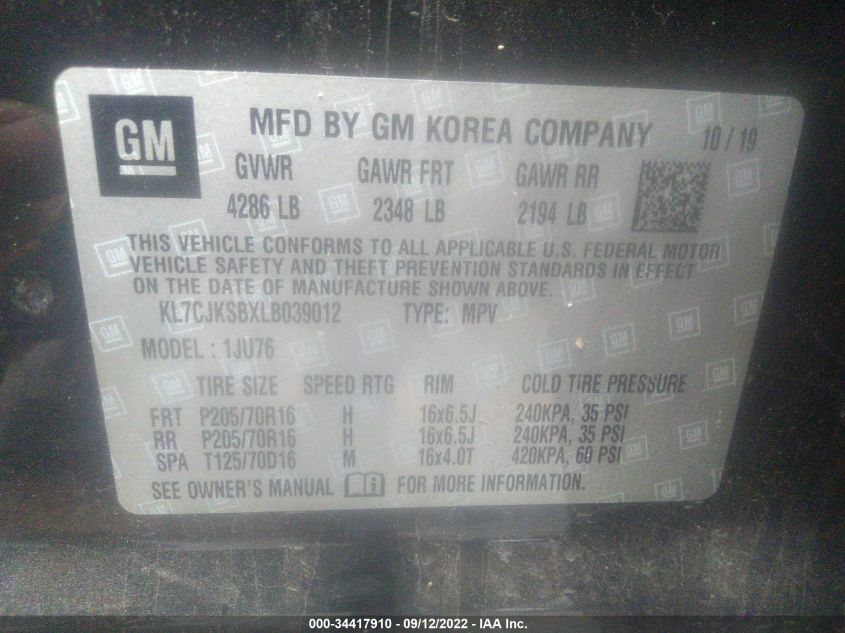 GM MFD BY GM KOREA COMPANY 10 / 19
GVWR GAWR FRT GAWR RR
4286 LB 2348 LB 2194 LB
THIS VEHICLE CONFORMS TO ALL APPLICABLE U.S. FEDERAL MOTOR
VEHICLE SAFETY AND THEFT PREVENTION STANDARDS IN EFFECT
ON THE DATE OF MANUFACTURE SHOWN ABOVE.
KL7CJKSBXLB039012 TYPE: MPV
MODEL : 1JU76
TIRE SIZE SPEED RTG RIM COLD TIRE PRESSURE
FRT P205/70R16 H 16x6.5J 240KPA, 35 PSI
RR P205/70R16 H 16x6.5J 240KPA, 35 PSI
SPA T125/70D16 M 16x4.0T 420KPA, 60 PSI
SEE OWNER'S MANUAL i FOR MORE INFORMATION.
000-34417910 - 09/12/2022 - IAA Inc.